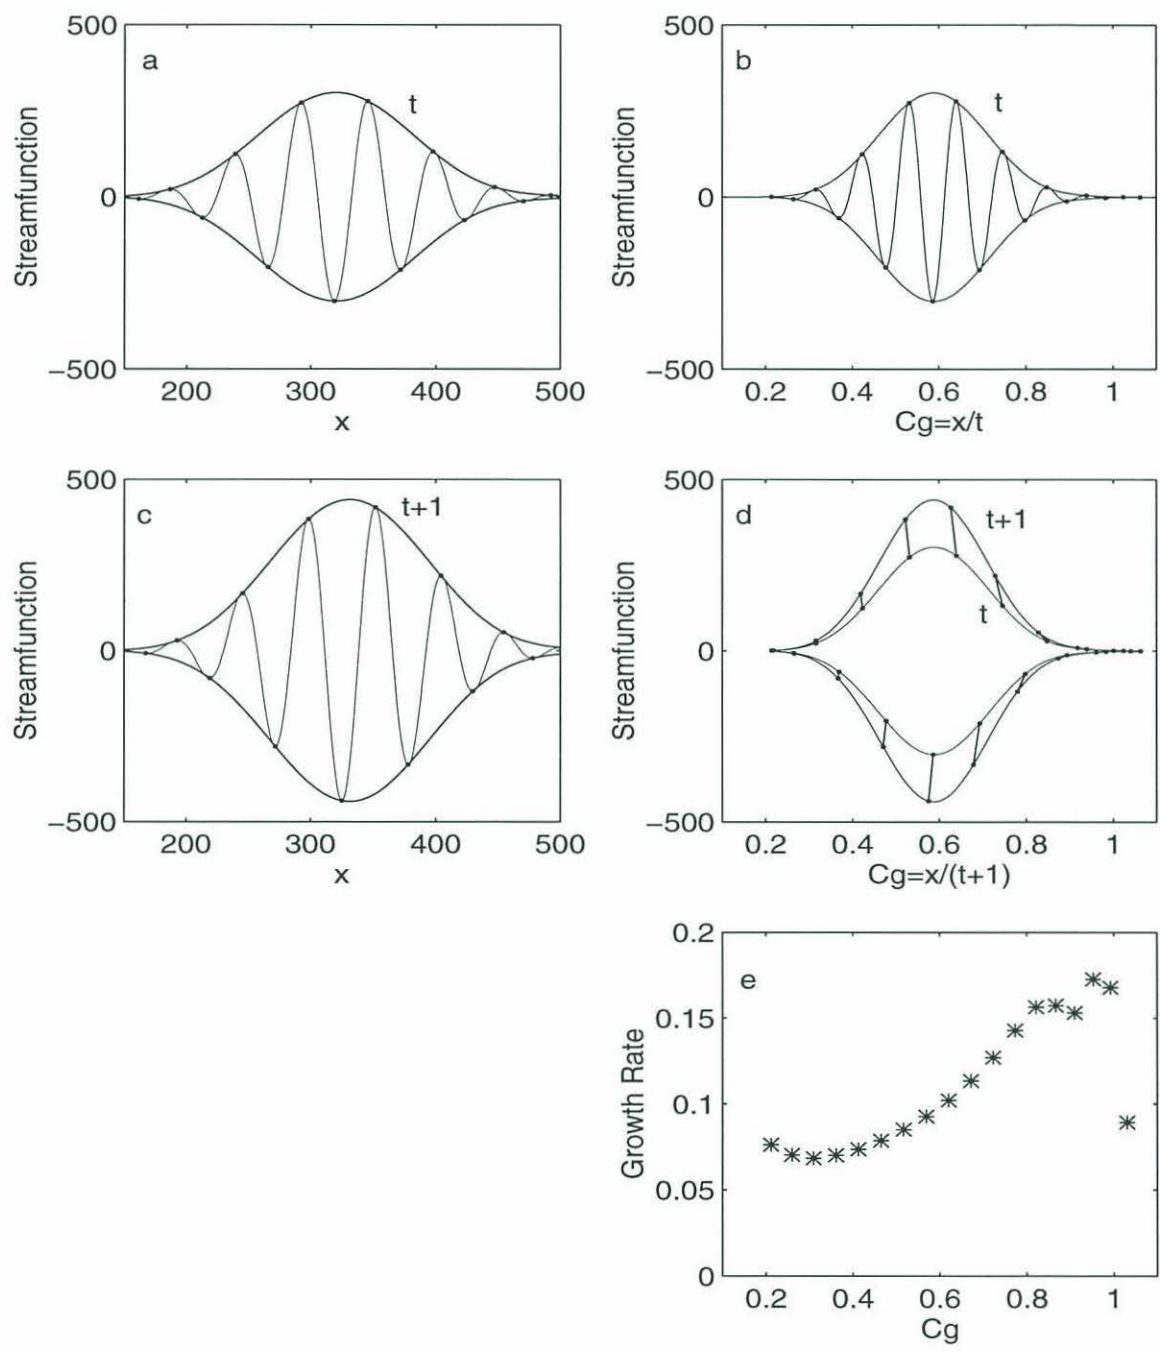 500
a
t
Streamfunction
0
−500
200 300 400 500
x
500
b
t
Streamfunction
0
−500
0.2 0.4 0.6 0.8 1
Cg=x/t
500
c
t+1
Streamfunction
0
−500
200 300 400 500
x
500
d
t+1
t
Streamfunction
0
−500
0.2 0.4 0.6 0.8 1
Cg=x/(t+1)
0.2
e
0.15
Growth Rate
0.1
0.05
0
0.2 0.4 0.6 0.8 1
Cg